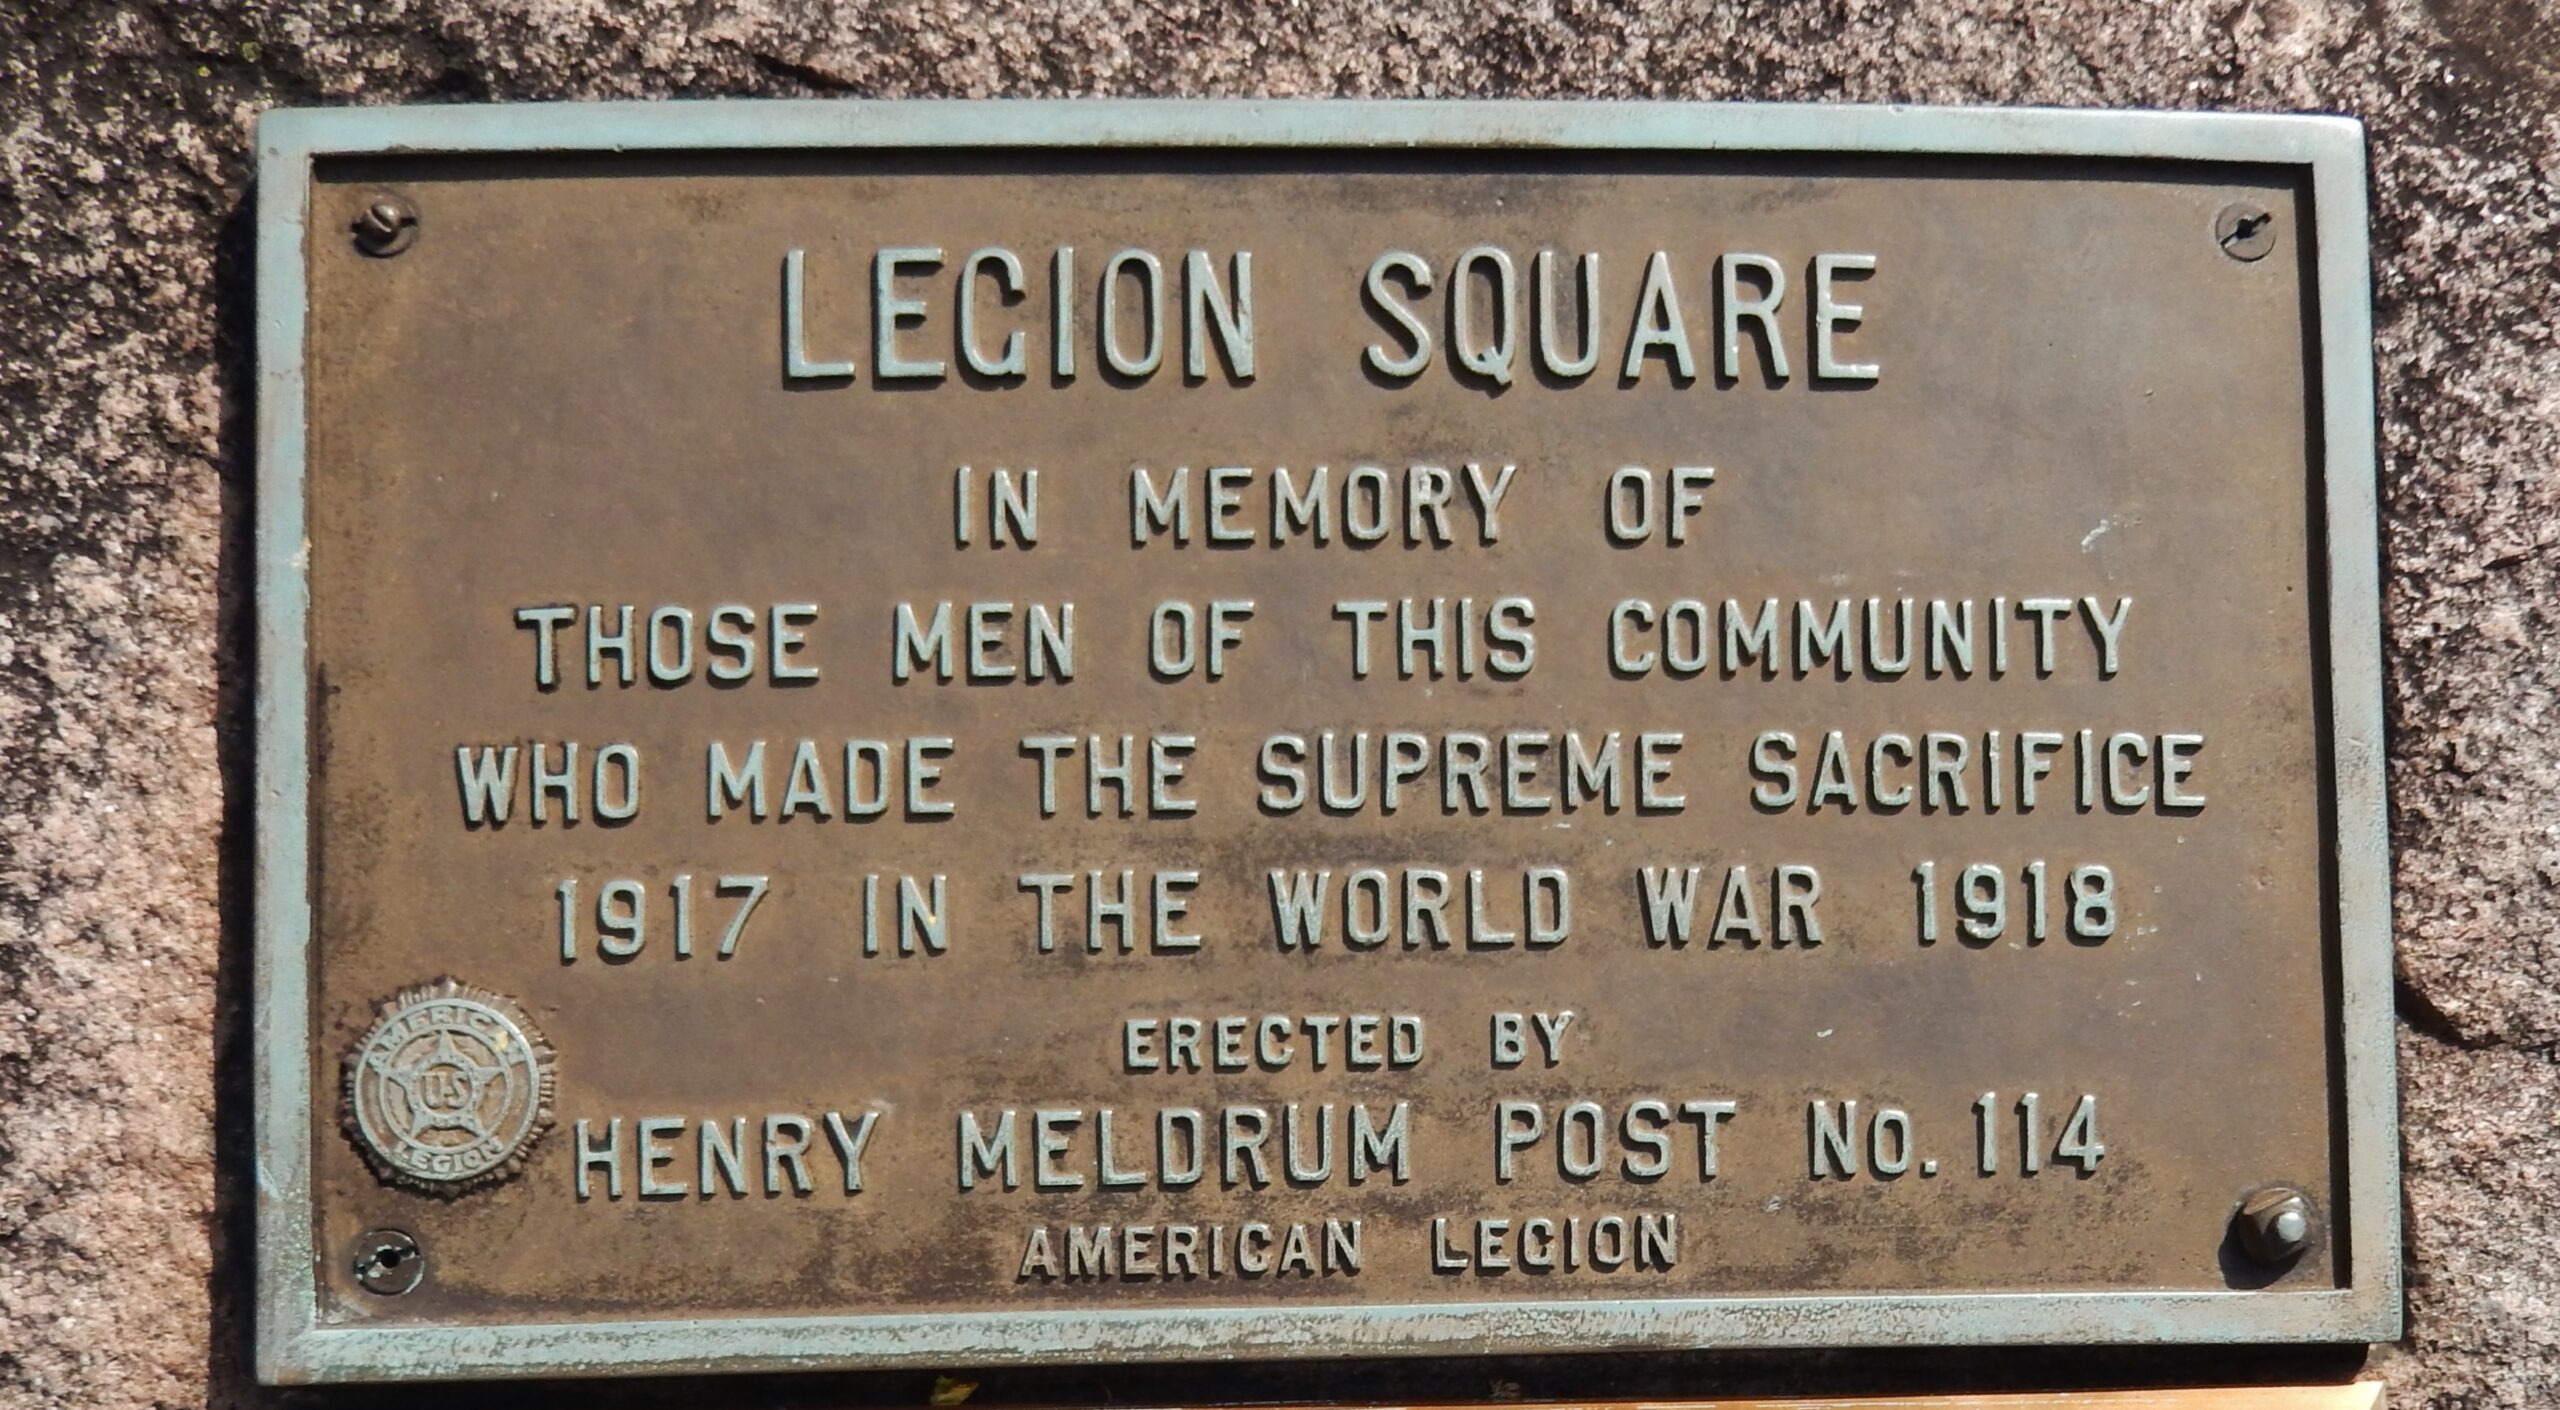 LEGION SQUARE
IN MEMORY OF
THOSE MEN OF THIS COMMUNITY
WHO MADE THE SUPREME SACRIFICE
1917 IN THE WORLD WAR 1918
ERECTED BY
HENRY MELDRUM POST No. 114
AMERICAN LEGION
AMERICAN
U·S
LEGION